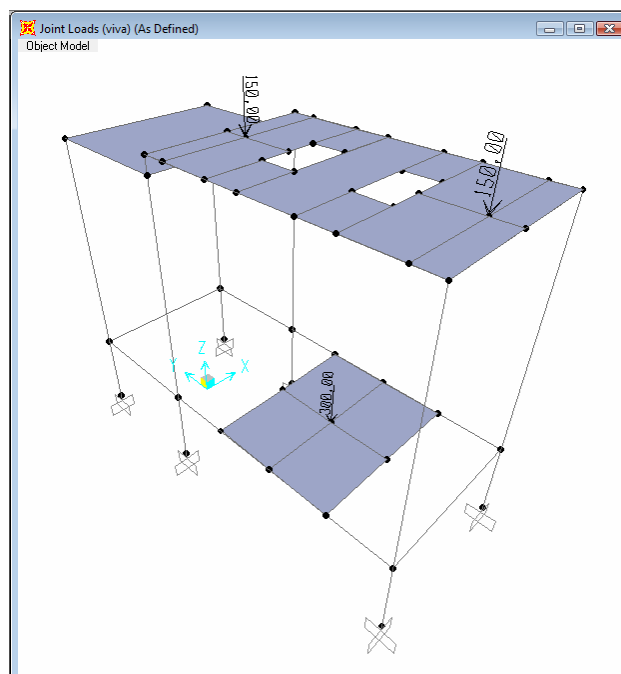 Joint Loads (viva) (As Defined)
Object Model
150,00
150,00
Z
Y
X
300,00